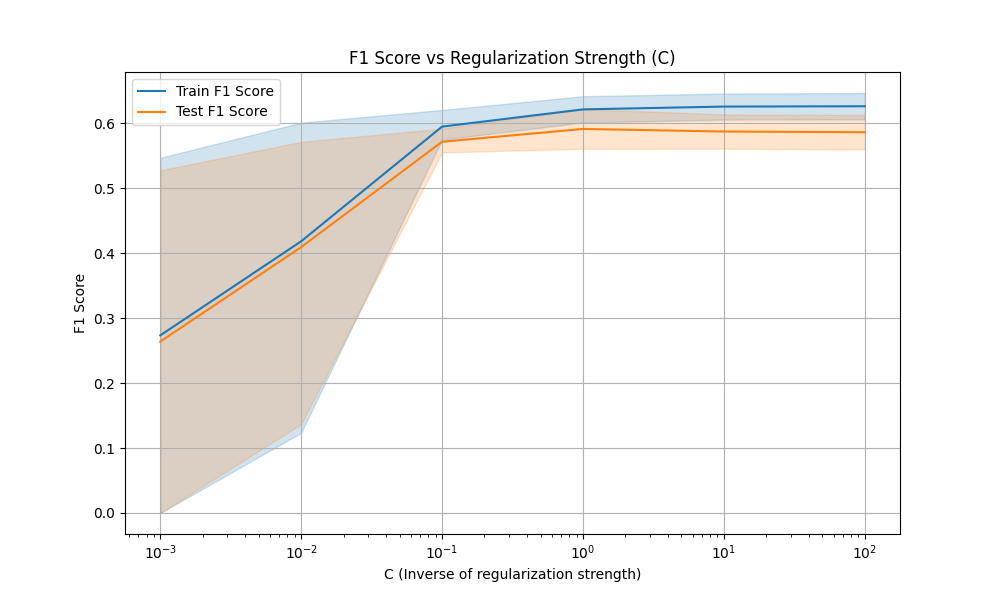 F1 Score vs Regularization Strength (C)
Train F1 Score
Test F1 Score
F1 Score
0.6
0.5
0.4
0.3
0.2
0.1
0.0
10⁻³ 10⁻² 10⁻¹ 10⁰ 10¹ 10²
C (Inverse of regularization strength)